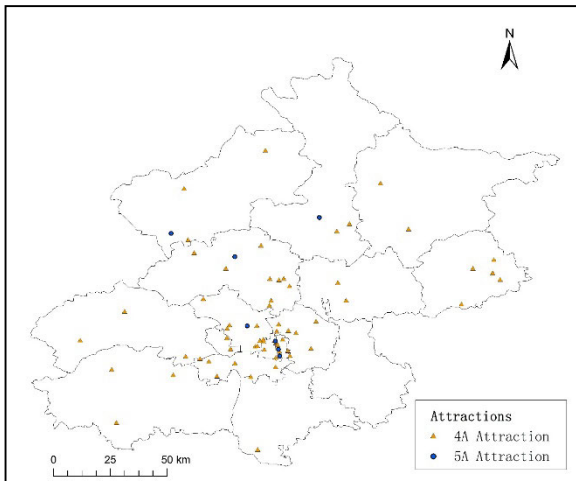 N
Attractions
4A Attraction
5A Attraction
0 25 50 km